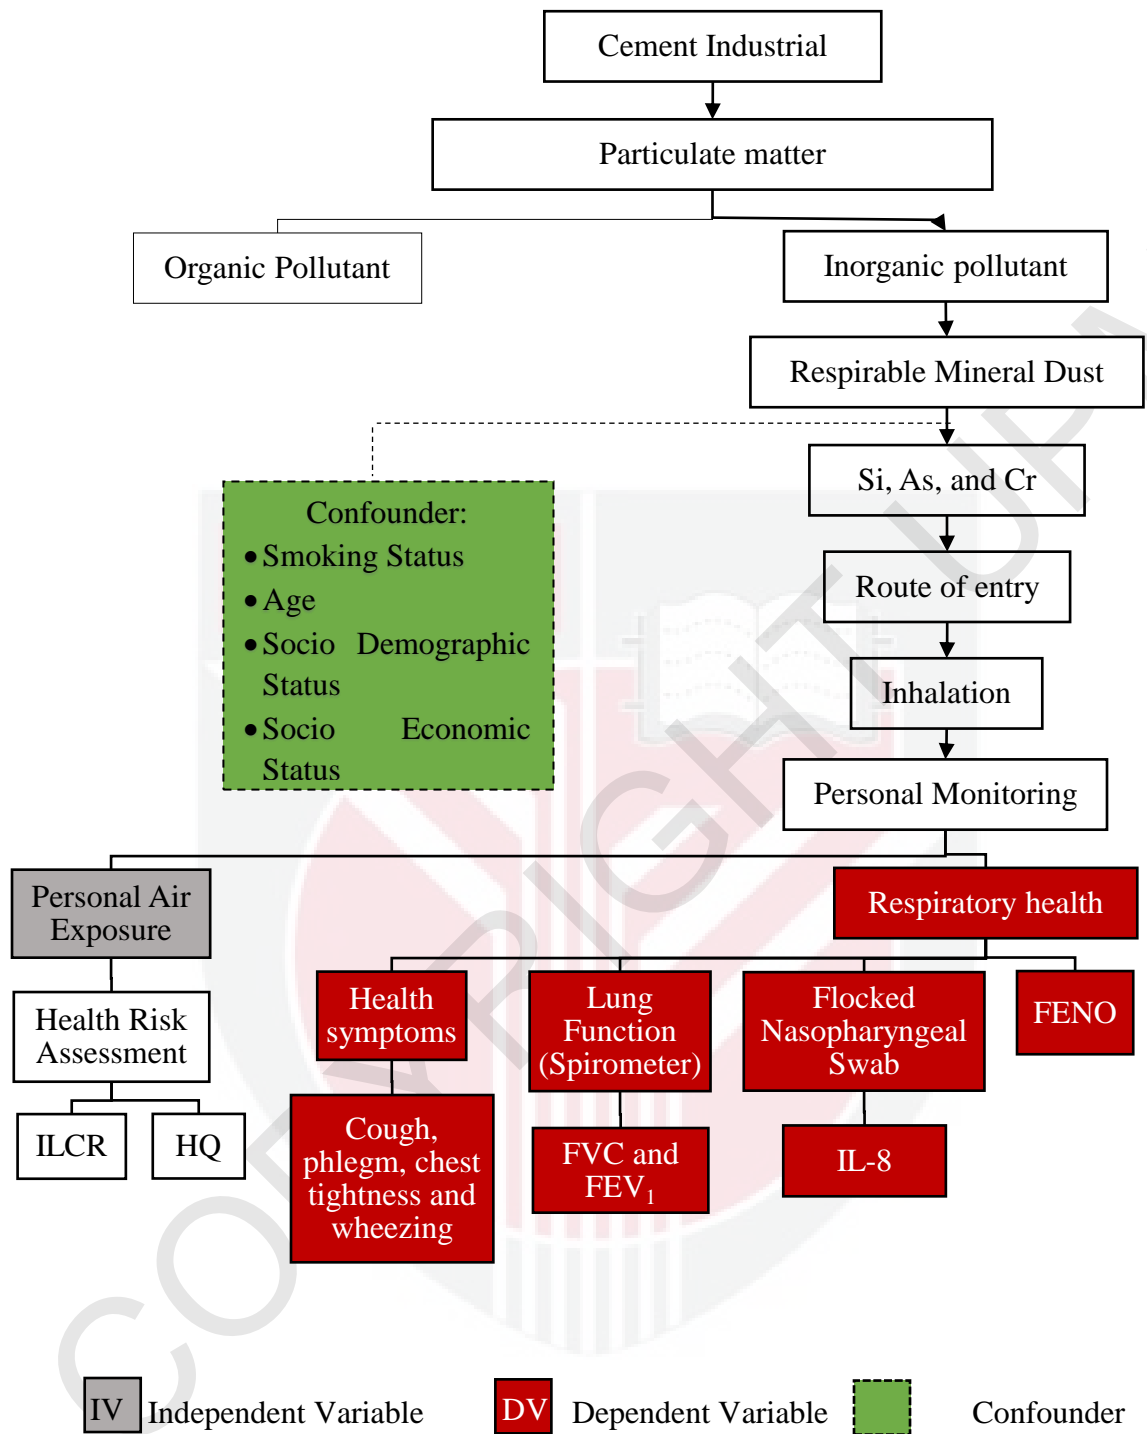 Cement Industrial
Particulate matter
Organic Pollutant
Inorganic pollutant
Respirable Mineral Dust
Si, As, and Cr
Confounder:
• Smoking Status
• Age
• Socio Demographic
Status
• Socio Economic
Status
Route of entry
Inhalation
Personal Monitoring
Personal Air
Exposure
Respiratory health
Health Risk
Assessment
Health
symptoms
Lung
Function
(Spirometer)
Flocked
Nasopharyngeal
Swab
FENO
ILCR
HQ
Cough,
phlegm, chest
tightness and
wheezing
FVC and
FEV₁
IL-8
IV Independent Variable
DV Dependent Variable
Confounder
COPYRIGHT UPM